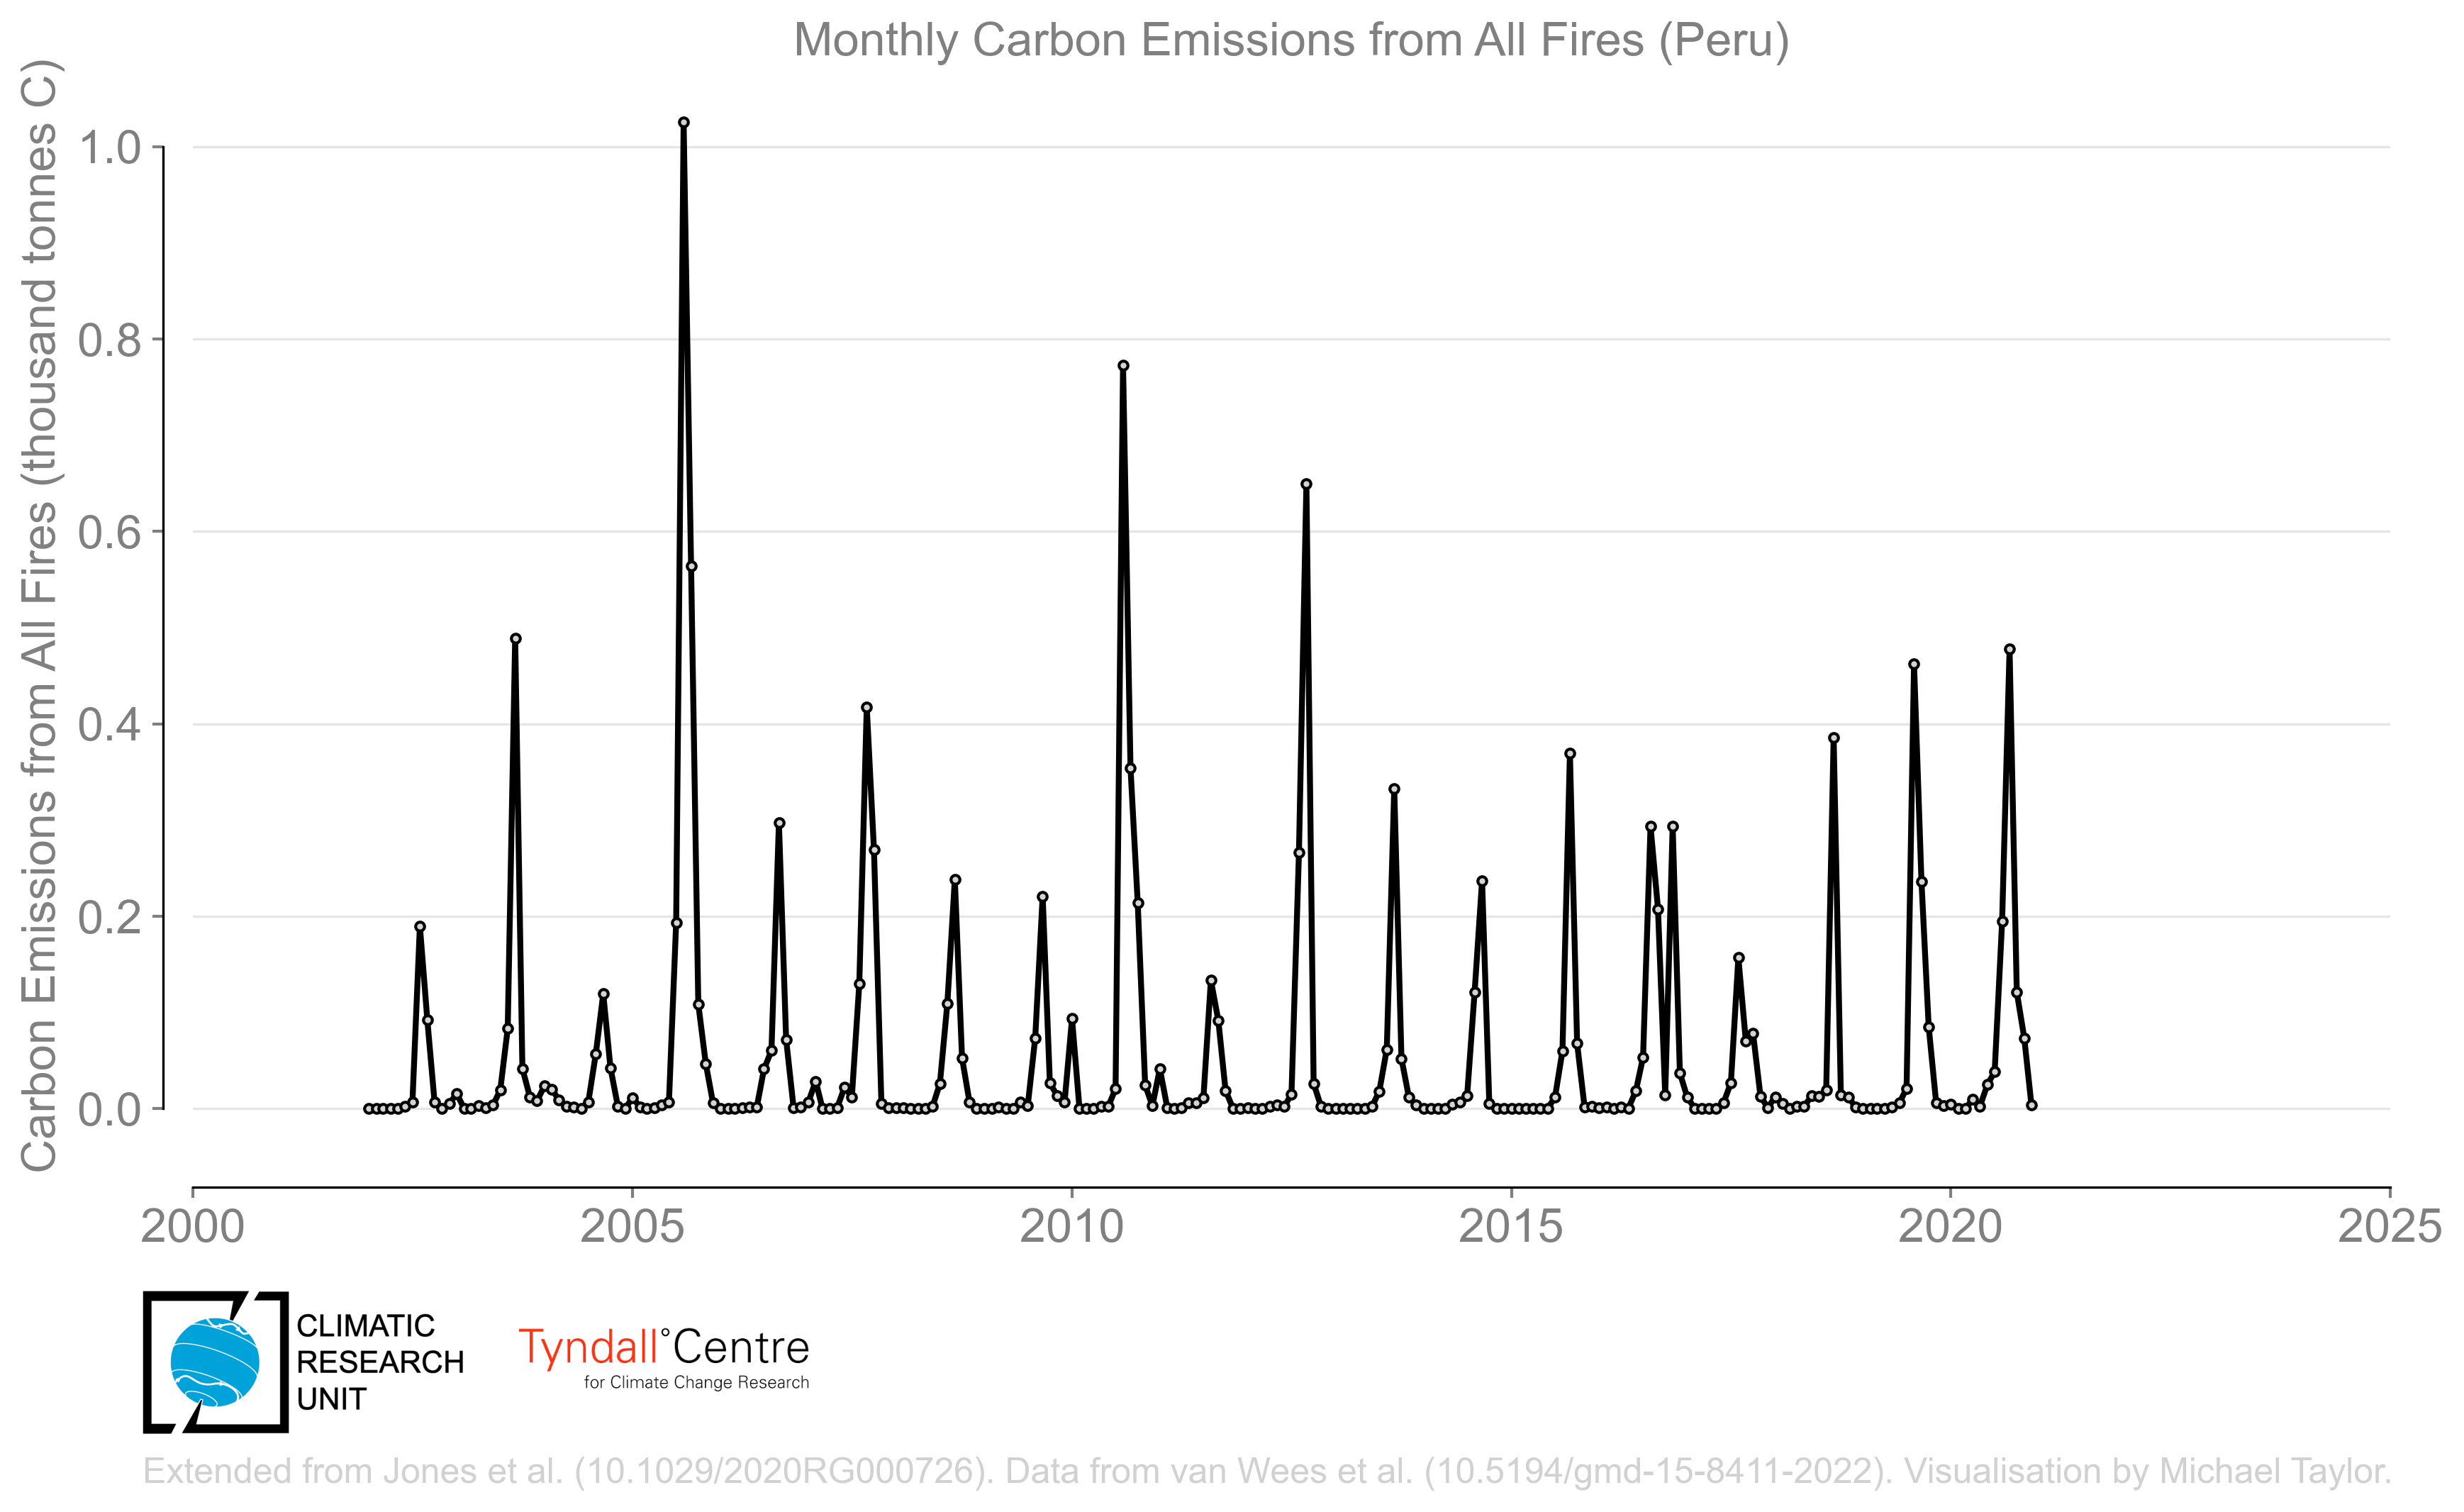 Monthly Carbon Emissions from All Fires (Peru)
Carbon Emissions from All Fires (thousand tonnes C)
1.0
0.8
0.6
0.4
0.2
0.0
2000 2005 2010 2015 2020 2025
CLIMATIC
RESEARCH
UNIT
Tyndall°Centre
for Climate Change Research
Extended from Jones et al. (10.1029/2020RG000726). Data from van Wees et al. (10.5194/gmd-15-8411-2022). Visualisation by Michael Taylor.